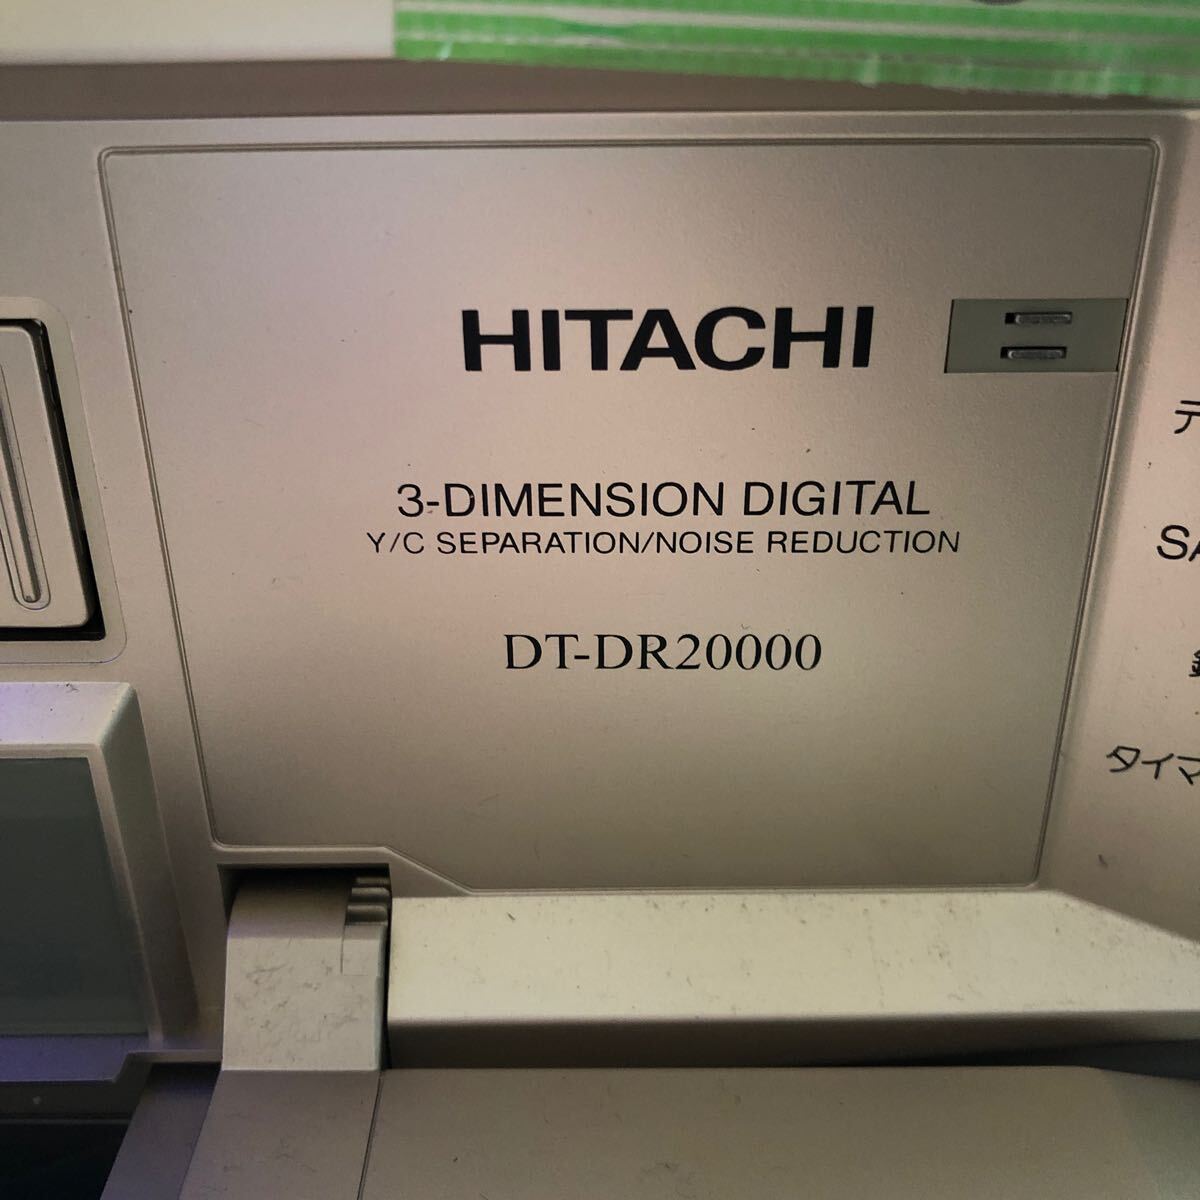 HITACHI
3-DIMENSION DIGITAL
Y/C SEPARATION/NOISE REDUCTION
DT-DR20000